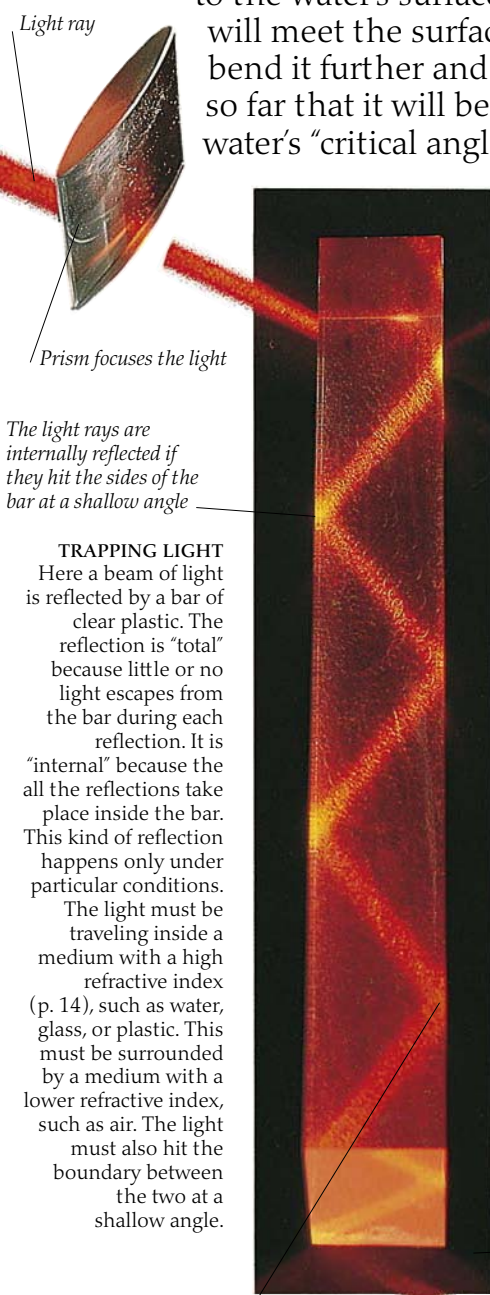 Light ray
to the water's surface
will meet the surfac
bend it further and
so far that it will be
water's “critical angl
Prism focuses the light
The light rays are
internally reflected if
they hit the sides of the
bar at a shallow angle
TRAPPING LIGHT
Here a beam of light
is reflected by a bar of
clear plastic. The
reflection is “total”
because little or no
light escapes from
the bar during each
reflection. It is
“internal” because the
all the reflections take
place inside the bar.
This kind of reflection
happens only under
particular conditions.
The light must be
traveling inside a
medium with a high
refractive index
(p. 14), such as water,
glass, or plastic. This
must be surrounded
by a medium with a
lower refractive index,
such as air. The light
must also hit the
boundary between
the two at a
shallow angle.